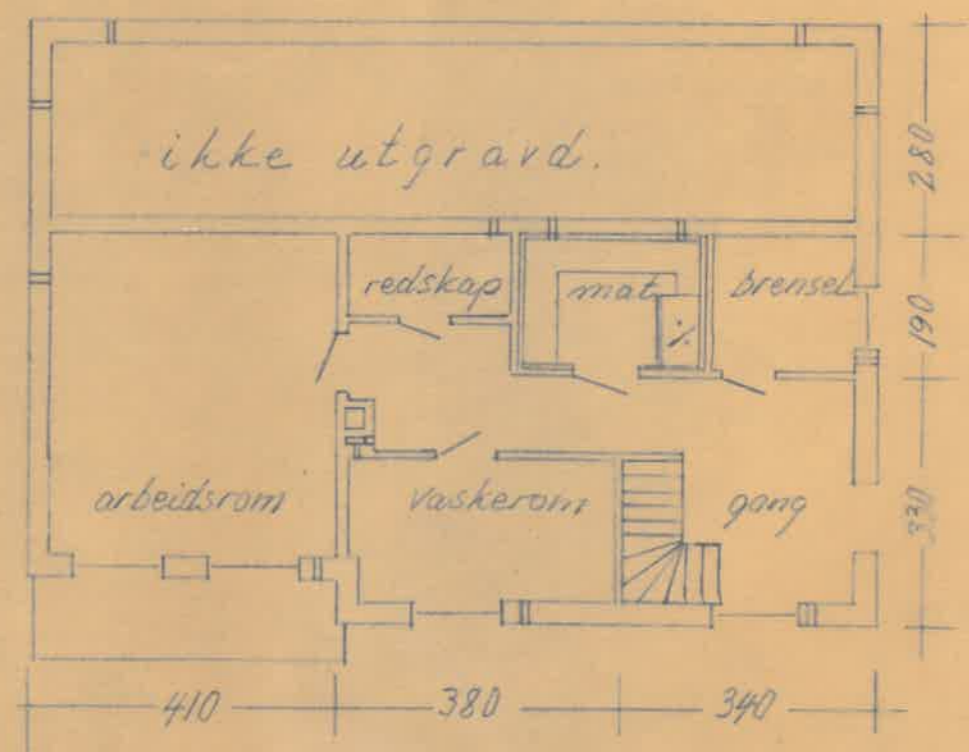 ikke utgravd.
280
redskap mat brensel
190
arbeidsrom vaskerom gang
330
410 380 340